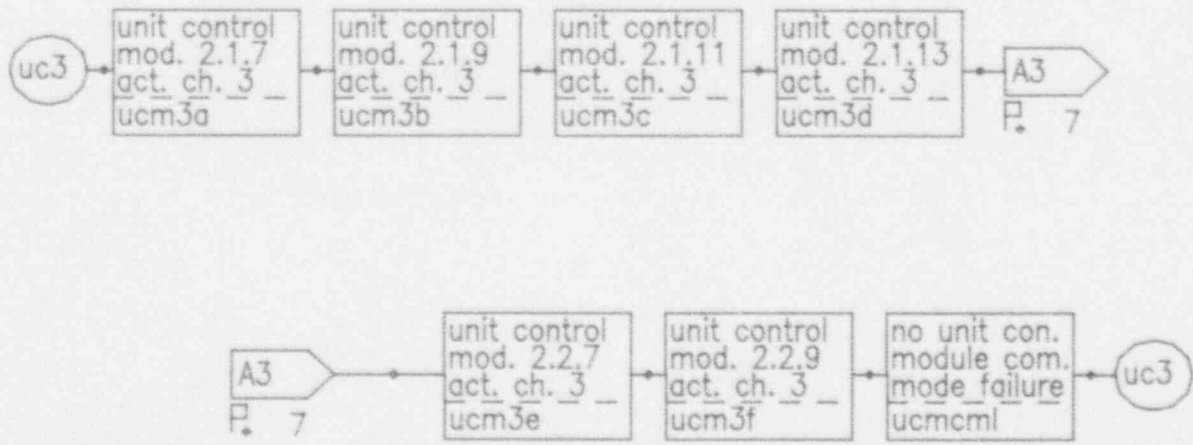 uc3
unit control
mod. 2.1.7
act. ch. 3
ucm3a
unit control
mod. 2.1.9
act. ch. 3
ucm3b
unit control
mod. 2.1.11
act. ch. 3
ucm3c
unit control
mod. 2.1.13
act. ch. 3
ucm3d
A3
P. 7
A3
P. 7
unit control
mod. 2.2.7
act. ch. 3
ucm3e
unit control
mod. 2.2.9
act. ch. 3
ucm3f
no unit con.
module com.
mode failure
ucmcml
uc3